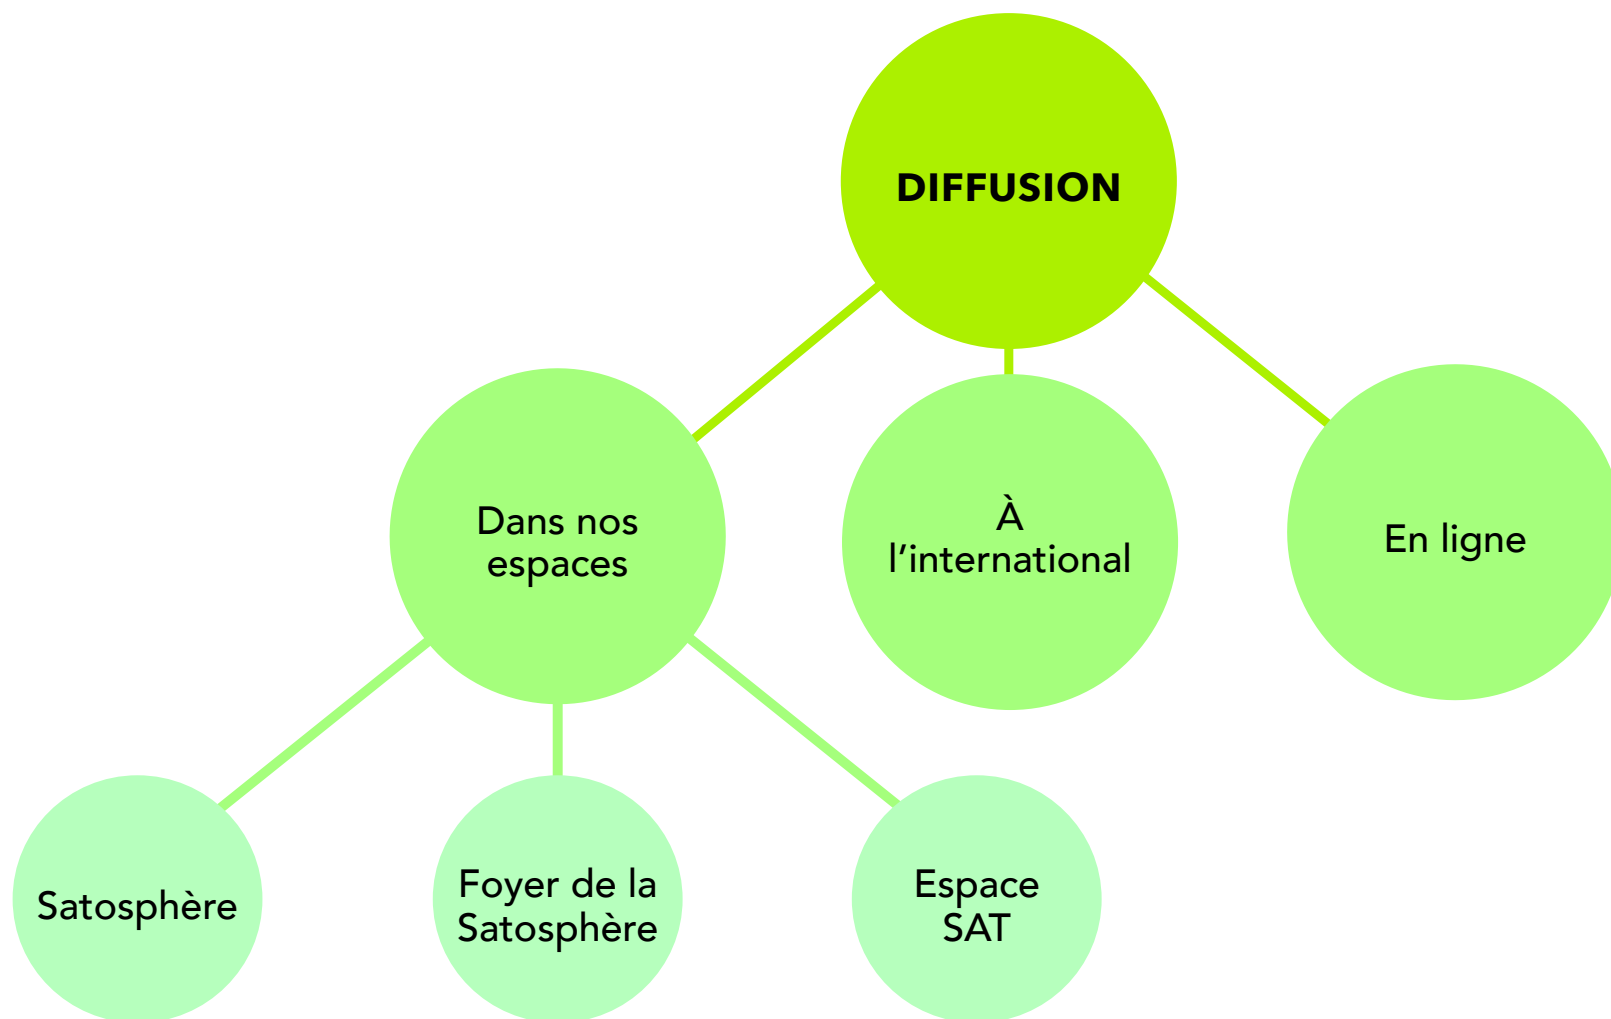 DIFFUSION
Dans nos
espaces
À
l’international
En ligne
Satosphère
Foyer de la
Satosphère
Espace
SAT